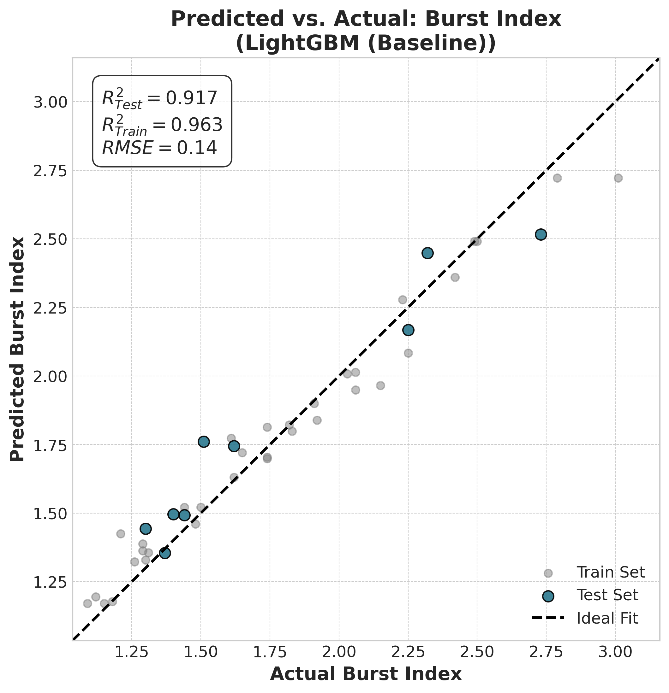 Predicted vs. Actual: Burst Index
(LightGBM (Baseline))
R²_Test = 0.917
R²_Train = 0.963
RMSE = 0.14
Predicted Burst Index
3.00
2.75
2.50
2.25
2.00
1.75
1.50
1.25
Train Set
Test Set
Ideal Fit
1.25 1.50 1.75 2.00 2.25 2.50 2.75 3.00
Actual Burst Index